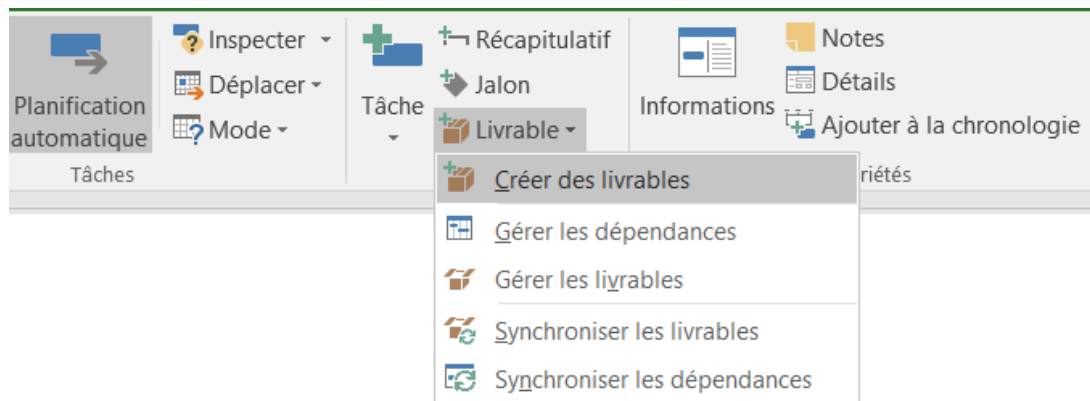 Planification
automatique
Inspecter
Déplacer
Mode
Tâches
Tâche
Récapitulatif
Jalon
Livrable
Informations
Notes
Détails
Ajouter à la chronologie
riétés
Créer des livrables
Gérer les dépendances
Gérer les livrables
Synchroniser les livrables
Synchroniser les dépendances